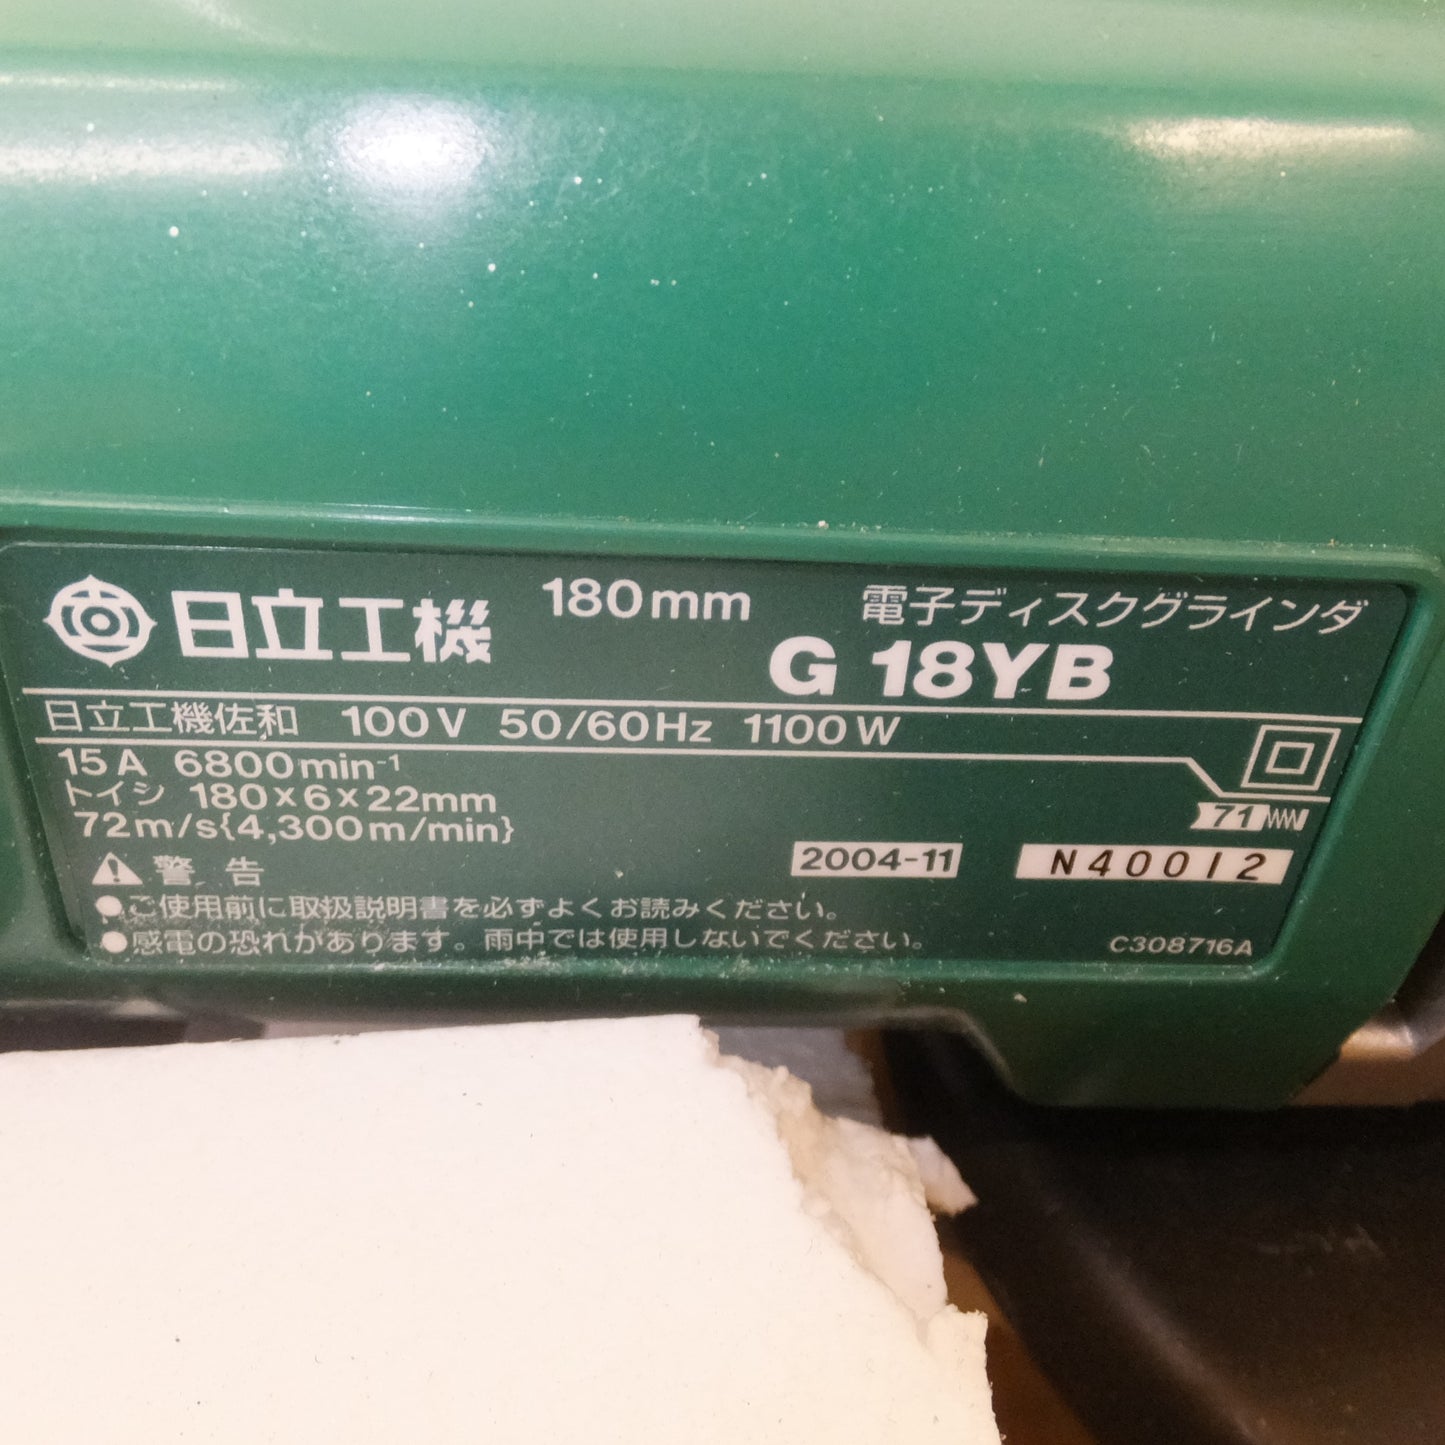 日立工機 180mm 電子ディスクグラインダ
G 18YB
日立工機佐和 100V 50/60Hz 1100W
15A 6800min⁻¹
トイシ 180×6×22mm
72m/s{4,300m/min}
71
2004-11 N40012
警告
●ご使用前に取扱説明書を必ずよくお読みください。
●感電の恐れがあります。雨中では使用しないでください。
C308716A